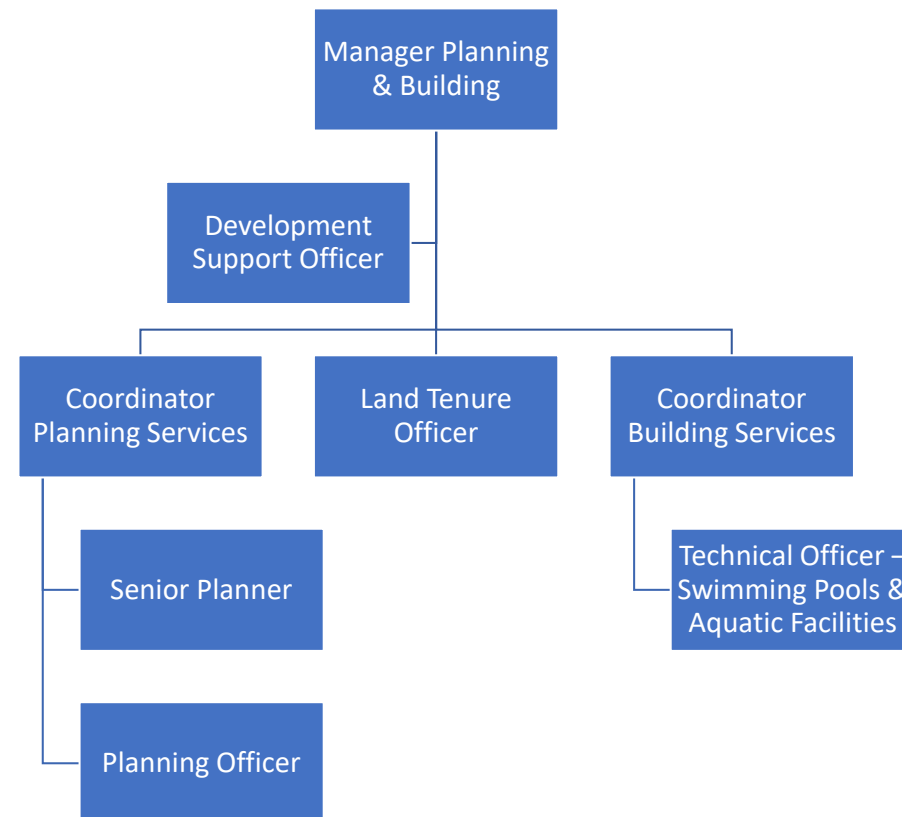 Manager Planning
& Building
Development
Support Officer
Coordinator
Planning Services
Land Tenure
Officer
Coordinator
Building Services
Senior Planner
Technical Officer –
Swimming Pools &
Aquatic Facilities
Planning Officer